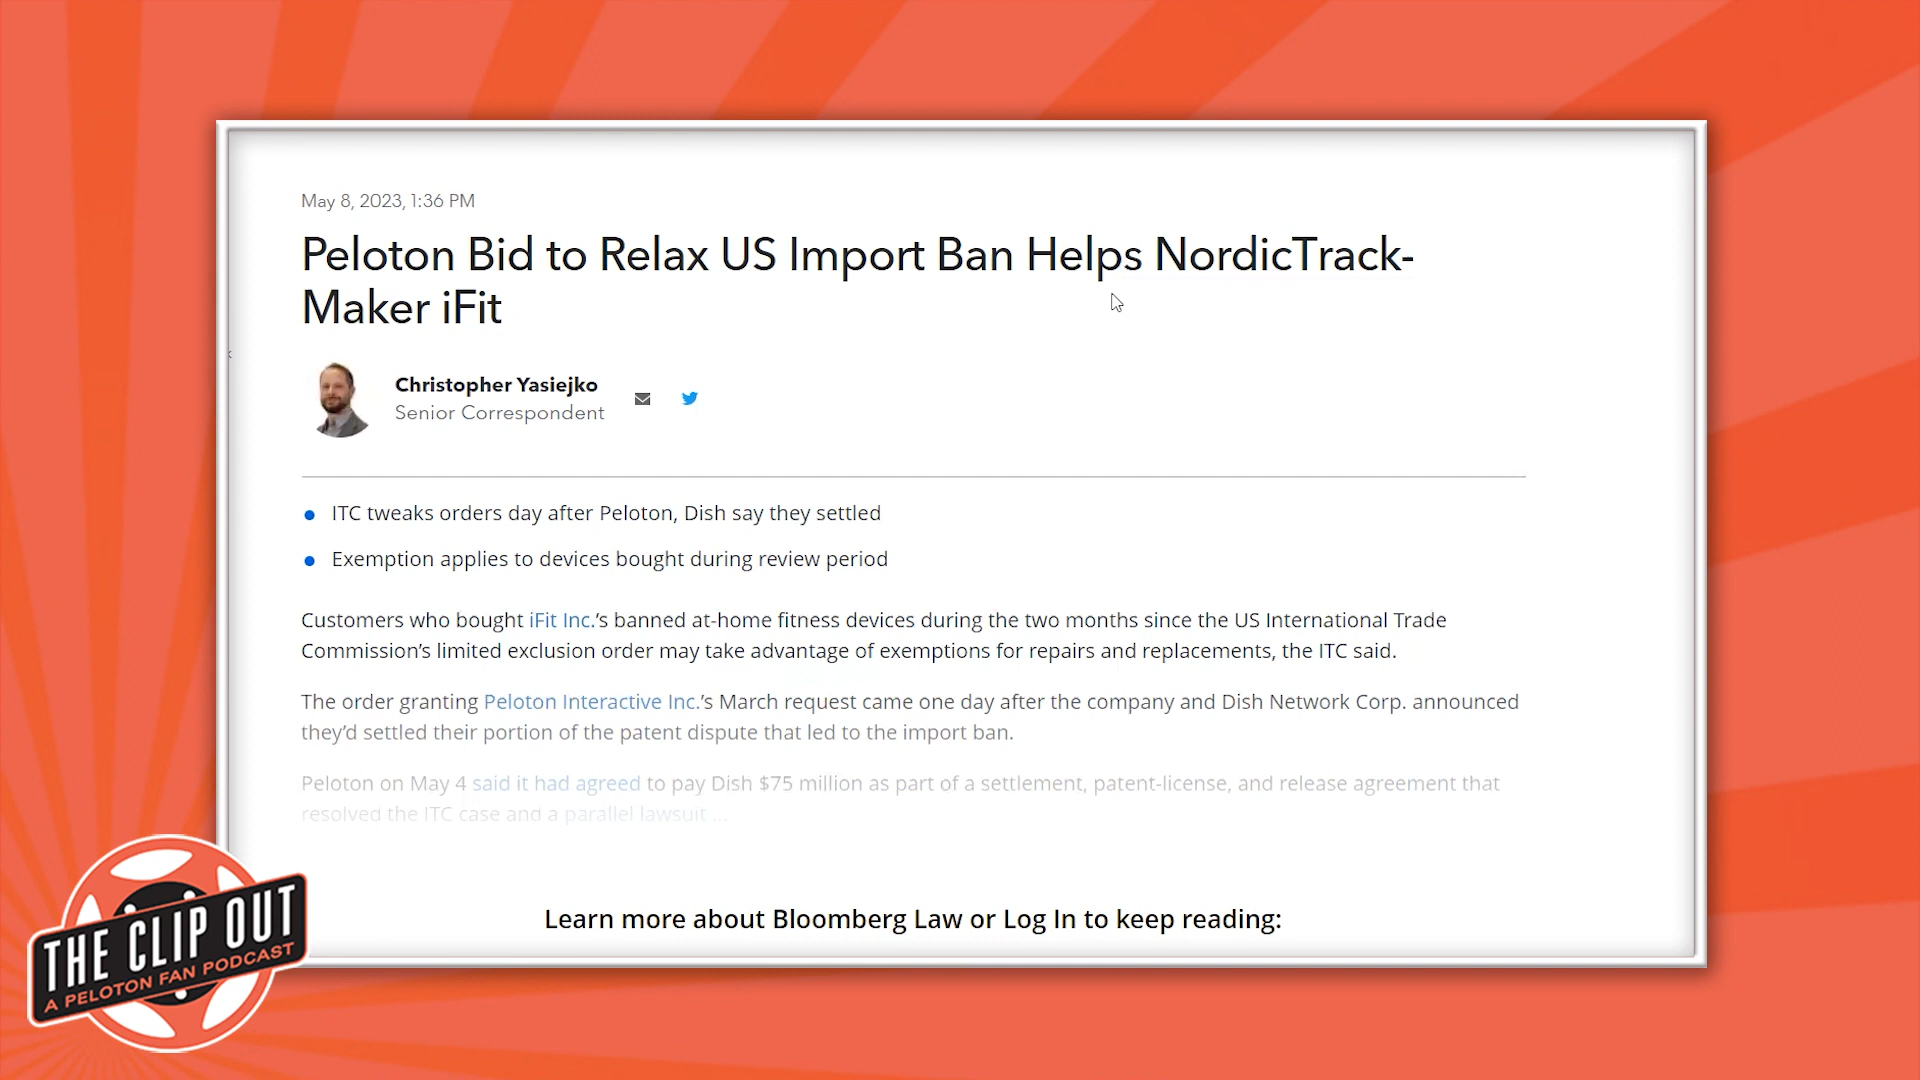 May 8, 2023, 1:36 PM
Peloton Bid to Relax US Import Ban Helps NordicTrack-
Maker iFit
Christopher Yasiejko
Senior Correspondent
ITC tweaks orders day after Peloton, Dish say they settled
Exemption applies to devices bought during review period
Customers who bought iFit Inc.’s banned at-home fitness devices during the two months since the US International Trade
Commission’s limited exclusion order may take advantage of exemptions for repairs and replacements, the ITC said.
The order granting Peloton Interactive Inc.’s March request came one day after the company and Dish Network Corp. announced
they’d settled their portion of the patent dispute that led to the import ban.
Peloton on May 4 said it had agreed to pay Dish $75 million as part of a settlement, patent-license, and release agreement that
resolved the ITC case and a parallel lawsuit ...
Learn more about Bloomberg Law or Log In to keep reading:
THE CLIP OUT
A PELOTON FAN PODCAST